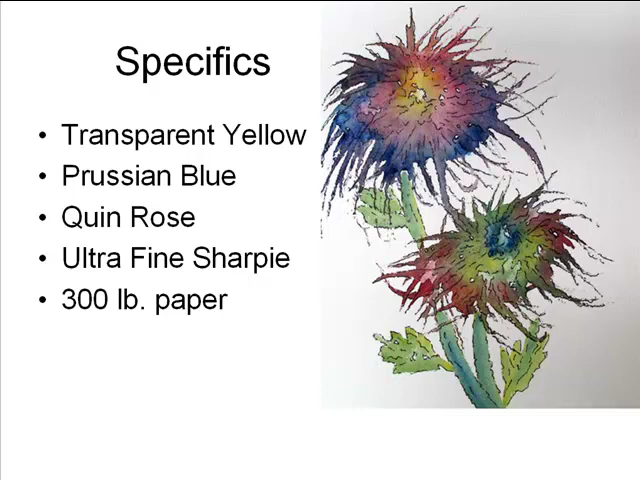 Specifics
• Transparent Yellow
• Prussian Blue
• Quin Rose
• Ultra Fine Sharpie
• 300 lb. paper